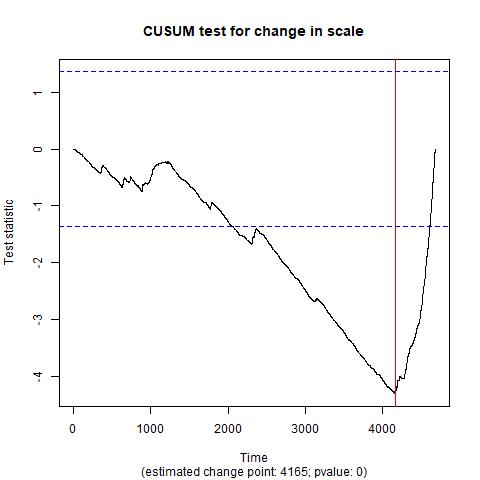 CUSUM test for change in scale
Test statistic
1
0
-1
-2
-3
-4
0
1000
2000
3000
4000
Time
(estimated change point: 4165; pvalue: 0)